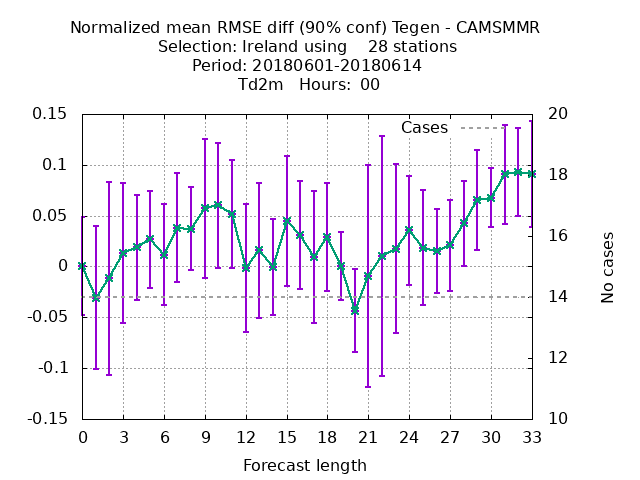 Normalized mean RMSE diff (90% conf) Tegen - CAMSMMR
Selection: Ireland using 28 stations
Period: 20180601-20180614
Td2m Hours: 00
Cases
0.15
0.1
0.05
0
-0.05
-0.1
-0.15
20
18
16
14
12
10
No cases
0 3 6 9 12 15 18 21 24 27 30 33
Forecast length